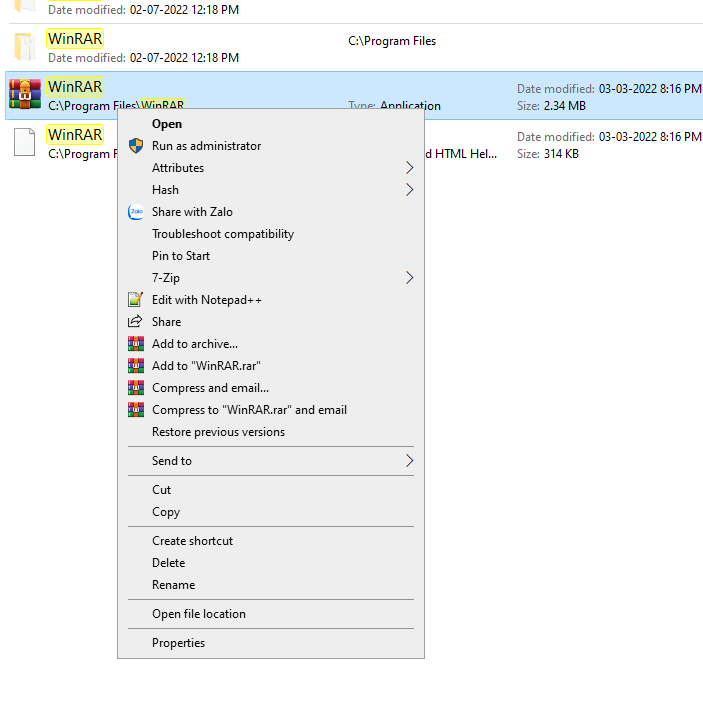 Date modified: 02-07-2022 12:18 PM
WinRAR
C:\Program Files
Date modified: 02-07-2022 12:18 PM
WinRAR
Date modified: 03-03-2022 8:16 PM
C:\Program Files\WinRAR
Type: Application
Size: 2.34 MB
WinRAR
Date modified: 03-03-2022 8:16 PM
C:\Program
d HTML Hel...
Size: 314 KB
Open
Run as administrator
Attributes
Hash
Zalo
Share with Zalo
Troubleshoot compatibility
Pin to Start
7-Zip
Edit with Notepad++
Share
Add to archive...
Add to "WinRAR.rar"
Compress and email...
Compress to "WinRAR.rar" and email
Restore previous versions
Send to
Cut
Copy
Create shortcut
Delete
Rename
Open file location
Properties